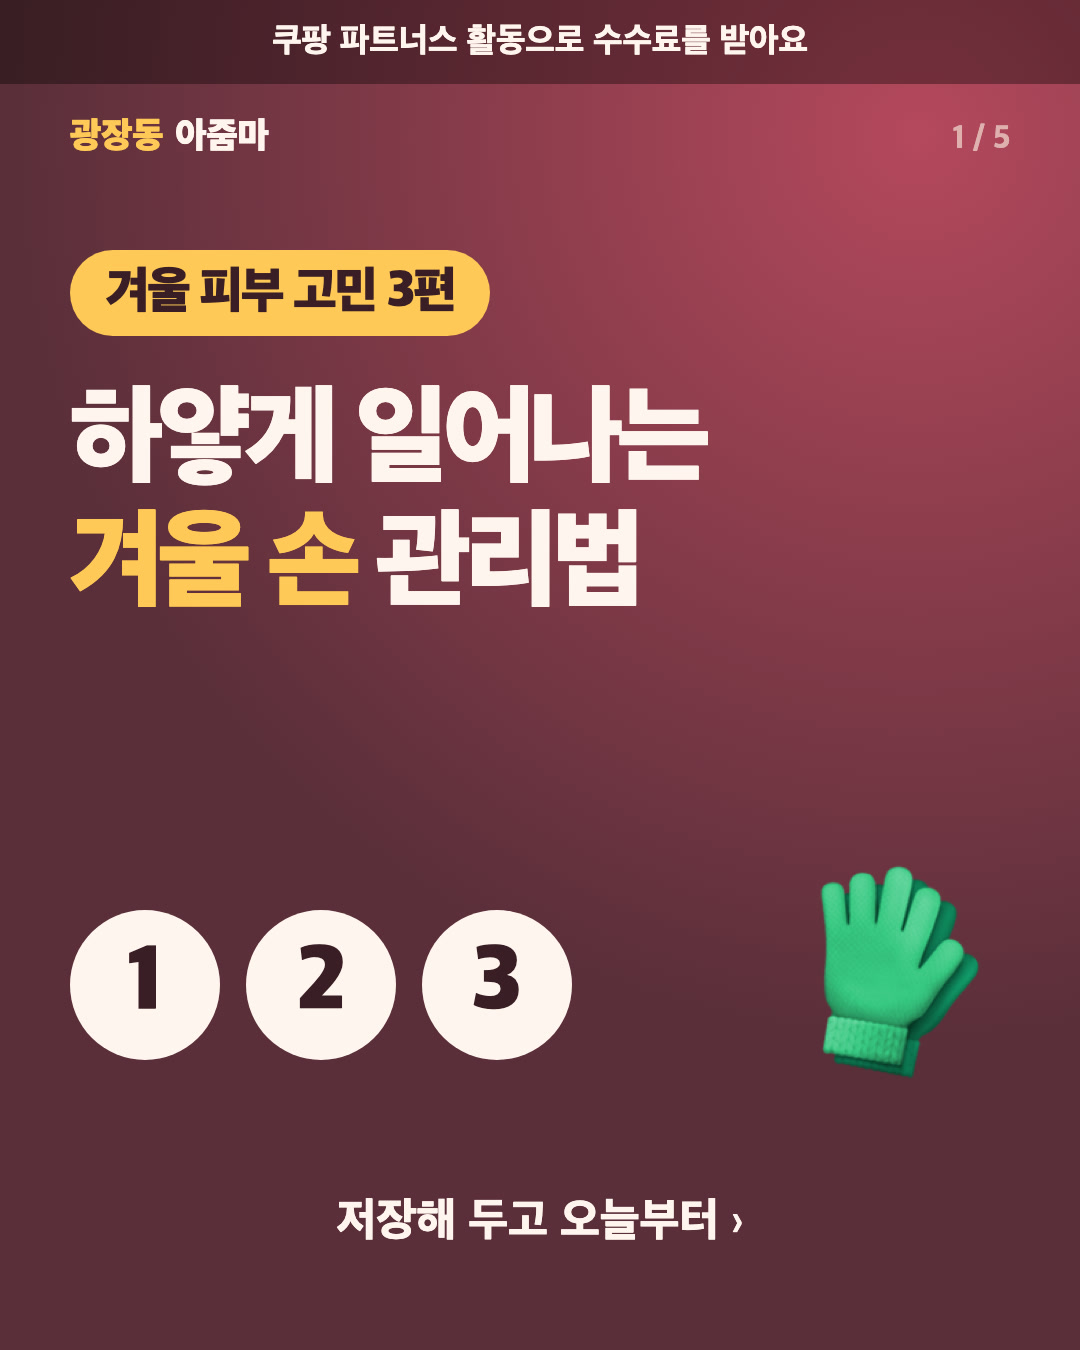 쿠팡 파트너스 활동으로 수수료를 받아요
광장동 아줌마
1 / 5
겨울 피부 고민 3편
하얗게 일어나는
겨울 손 관리법
1 2 3
저장해 두고 오늘부터 ›